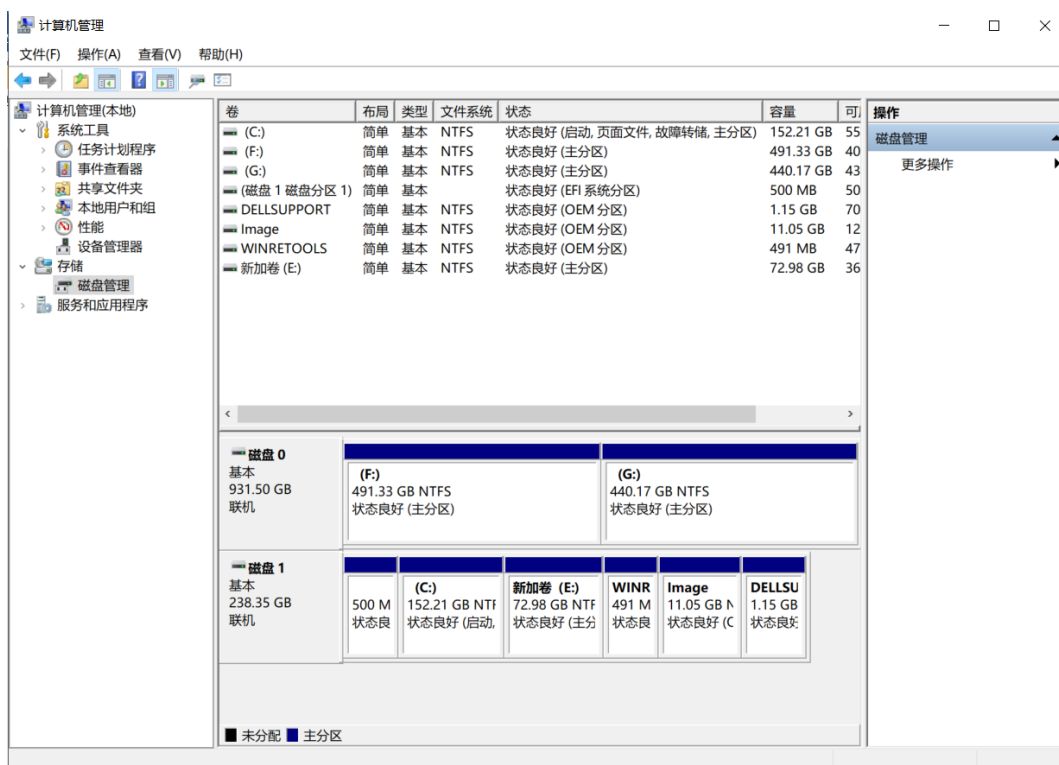 计算机管理
文件(F) 操作(A) 查看(V) 帮助(H)
计算机管理(本地)
系统工具
任务计划程序
事件查看器
共享文件夹
本地用户和组
性能
设备管理器
存储
磁盘管理
服务和应用程序
卷 布局 类型 文件系统 状态 容量 可
(C:) 简单 基本 NTFS 状态良好 (启动, 页面文件, 故障转储, 主分区) 152.21 GB 55
(F:) 简单 基本 NTFS 状态良好 (主分区) 491.33 GB 40
(G:) 简单 基本 NTFS 状态良好 (主分区) 440.17 GB 43
(磁盘 1 磁盘分区 1) 简单 基本 状态良好 (EFI 系统分区) 500 MB 50
DELLSUPPORT 简单 基本 NTFS 状态良好 (OEM 分区) 1.15 GB 70
Image 简单 基本 NTFS 状态良好 (OEM 分区) 11.05 GB 12
WINRETOOLS 简单 基本 NTFS 状态良好 (OEM 分区) 491 MB 47
新加卷 (E:) 简单 基本 NTFS 状态良好 (主分区) 72.98 GB 36
操作
磁盘管理
更多操作
磁盘 0
基本
931.50 GB
联机
(F:)
491.33 GB NTFS
状态良好 (主分区)
(G:)
440.17 GB NTFS
状态良好 (主分区)
磁盘 1
基本
238.35 GB
联机
500 M
状态良
(C:)
152.21 GB NTF
状态良好 (启动,
新加卷 (E:)
72.98 GB NTF
状态良好 (主分
WINR
491 M
状态良
Image
11.05 GB N
状态良好 (C
DELLSU
1.15 GB
状态良好
未分配 主分区